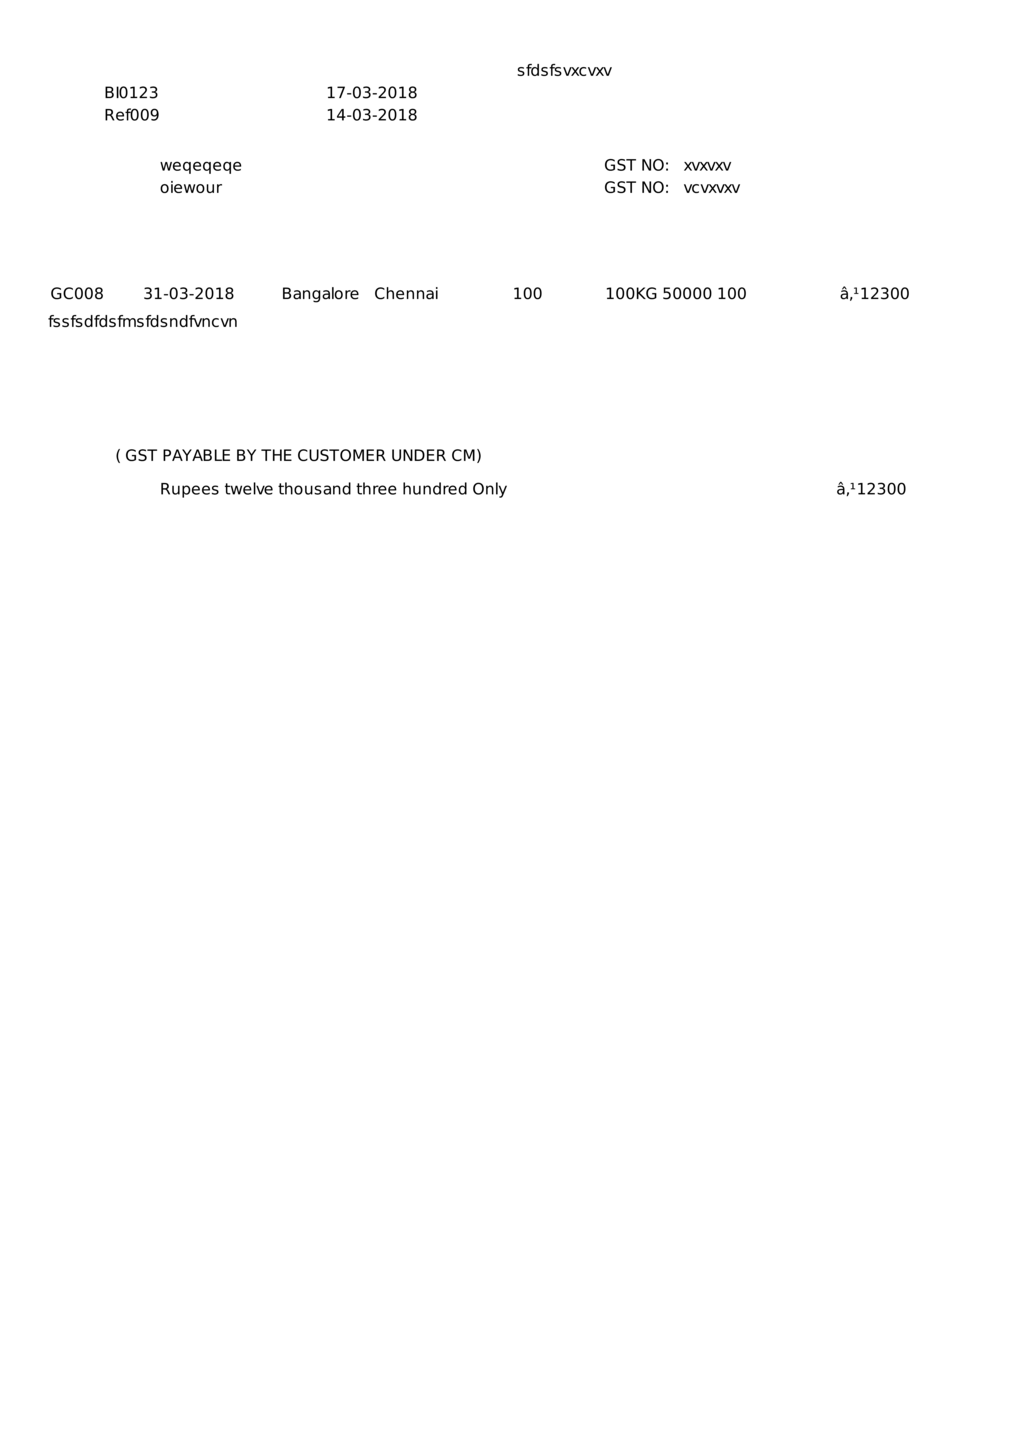 sfdsfsvxcvxv
BI0123 17-03-2018
Ref009 14-03-2018
weqeqeqe GST NO: xvxvxv
oiewour GST NO: vcvxvxv
GC008 31-03-2018 Bangalore Chennai 100 100KG 50000 100 â‚¹12300
fssfsdfdsfmsfdsndfvncvn
( GST PAYABLE BY THE CUSTOMER UNDER CM)
Rupees twelve thousand three hundred Only â‚¹12300